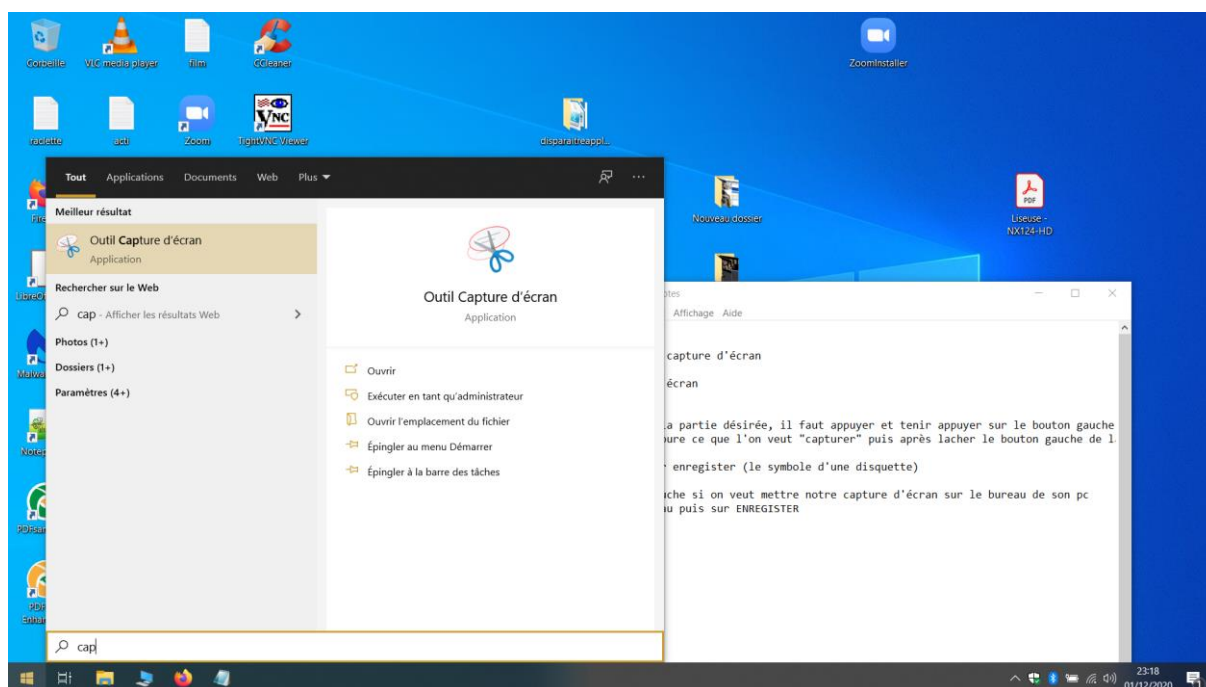 Corbeille
VLC media player
film
CCleaner
ZoomInstaller
raclette
acti
Zoom
VNC
TightVNC Viewer
disparaitreappl...
Tout Applications Documents Web Plus
Meilleur résultat
Outil Capture d'écran
Application
Rechercher sur le Web
cap - Afficher les résultats Web
Photos (1+)
Dossiers (1+)
Paramètres (4+)
Outil Capture d'écran
Application
Ouvrir
Exécuter en tant qu'administrateur
Ouvrir l'emplacement du fichier
Épingler au menu Démarrer
Épingler à la barre des tâches
cap
Nouveau dossier
PDF
Liseuse -
NX124-HD
Affichage Aide
capture d'écran
écran
a partie désirée, il faut appuyer et tenir appuyer sur le bouton gauche
ure ce que l'on veut "capturer" puis après lacher le bouton gauche de l
enregister (le symbole d'une disquette)
che si on veut mettre notre capture d'écran sur le bureau de son pc
u puis sur ENREGISTER
23:18
01/12/2020